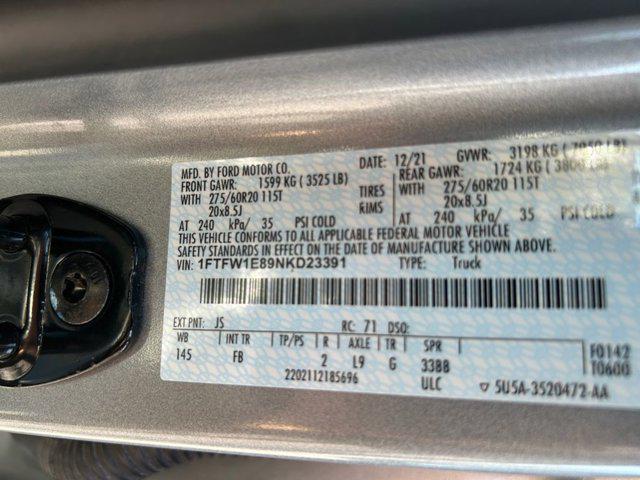 MFD. BY FORD MOTOR CO.
DATE: 12/21 GVWR: 3198 KG (7050 LB)
FRONT GAWR: 1599 KG (3525 LB) REAR GAWR: 1724 KG (3800 LB)
WITH 275/60R20 115T TIRES WITH 275/60R20 115T
20x8.5J RIMS 20x8.5J
AT 240 kPa/ 35 PSI COLD AT 240 kPa/ 35 PSI COLD
THIS VEHICLE CONFORMS TO ALL APPLICABLE FEDERAL MOTOR VEHICLE
SAFETY STANDARDS IN EFFECT ON THE DATE OF MANUFACTURE SHOWN ABOVE.
VIN: 1FTFW1E89NKD23391 TYPE: Truck
EXT PNT: JS RC: 71 DSO:
WB INT TR TP/PS R AXLE TR SPR F0142
145 FB 2 L9 G 3388 T0600
2202112185696 ULC ▽ 5U5A-3520472-AA